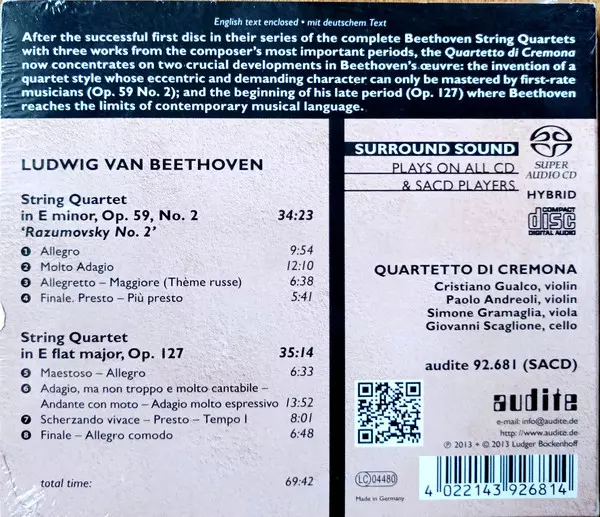 English text enclosed • mit deutschem Text
After the successful first disc in their series of the complete Beethoven String Quartets
with three works from the composer's most important periods, the Quartetto di Cremona
now concentrates on two crucial developments in Beethoven's œuvre: the invention of a
quartet style whose eccentric and demanding character can only be mastered by first-rate
musicians (Op. 59 No. 2); and the beginning of his late period (Op. 127) where Beethoven
reaches the limits of contemporary musical language.
LUDWIG VAN BEETHOVEN
String Quartet
in E minor, Op. 59, No. 2 34:23
‘Razumovsky No. 2’
1 Allegro 9:54
2 Molto Adagio 12:10
3 Allegretto – Maggiore (Thème russe) 6:38
4 Finale. Presto – Più presto 5:41
String Quartet
in E flat major, Op. 127 35:14
5 Maestoso – Allegro 6:33
6 Adagio, ma non troppo e molto cantabile –
Andante con moto – Adagio molto espressivo 13:52
7 Scherzando vivace – Presto – Tempo I 8:01
8 Finale – Allegro comodo 6:48
total time: 69:42
SURROUND SOUND
PLAYS ON ALL CD
& SACD PLAYERS
SUPER
AUDIO CD
HYBRID
COMPACT
disc
DIGITAL AUDIO
QUARTETTO DI CREMONA
Cristiano Gualco, violin
Paolo Andreoli, violin
Simone Gramaglia, viola
Giovanni Scaglione, cello
audite 92.681 (SACD)
audite
e-mail: info@audite.de
http: //www.audite.de
℗ 2013 + © 2013 Ludger Böckenhoff
LC 04480
Made in Germany
4 022143 926814